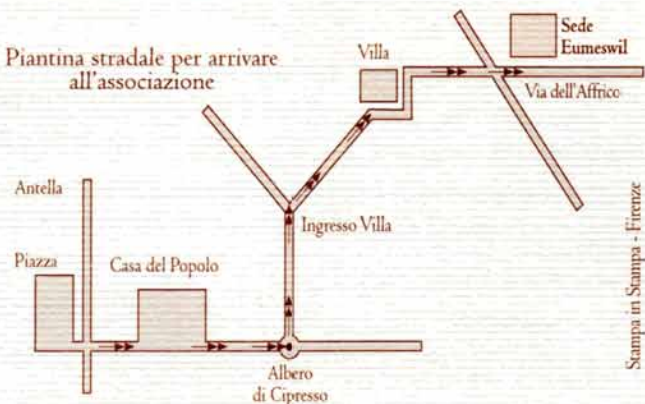 Piantina stradale per arrivare
all'associazione
Villa
Sede
Eumeswil
Via dell'Affrico
Antella
Ingresso Villa
Piazza
Casa del Popolo
Albero
di Cipresso
Stampa in Stampa - Firenze